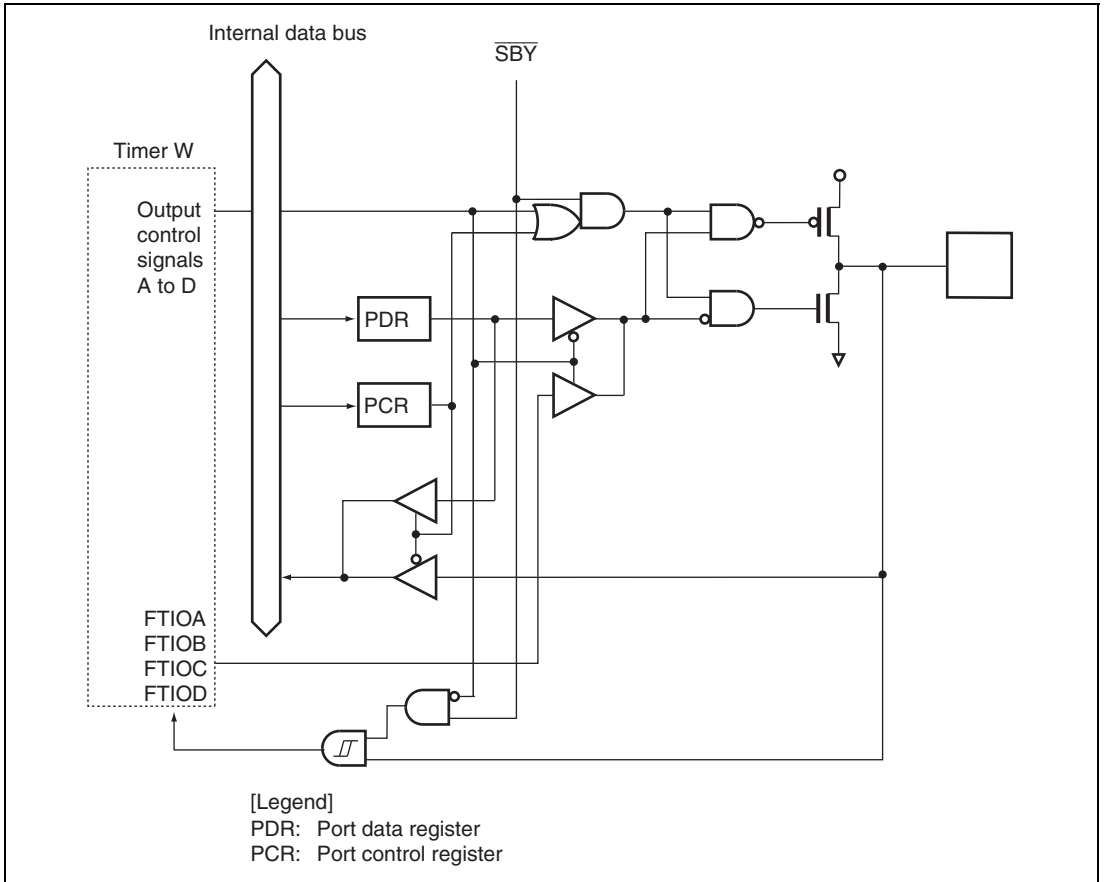 Internal data bus
SBY
Timer W
Output
control
signals
A to D
PDR
PCR
FTIOA
FTIOB
FTIOC
FTIOD
[Legend]
PDR: Port data register
PCR: Port control register